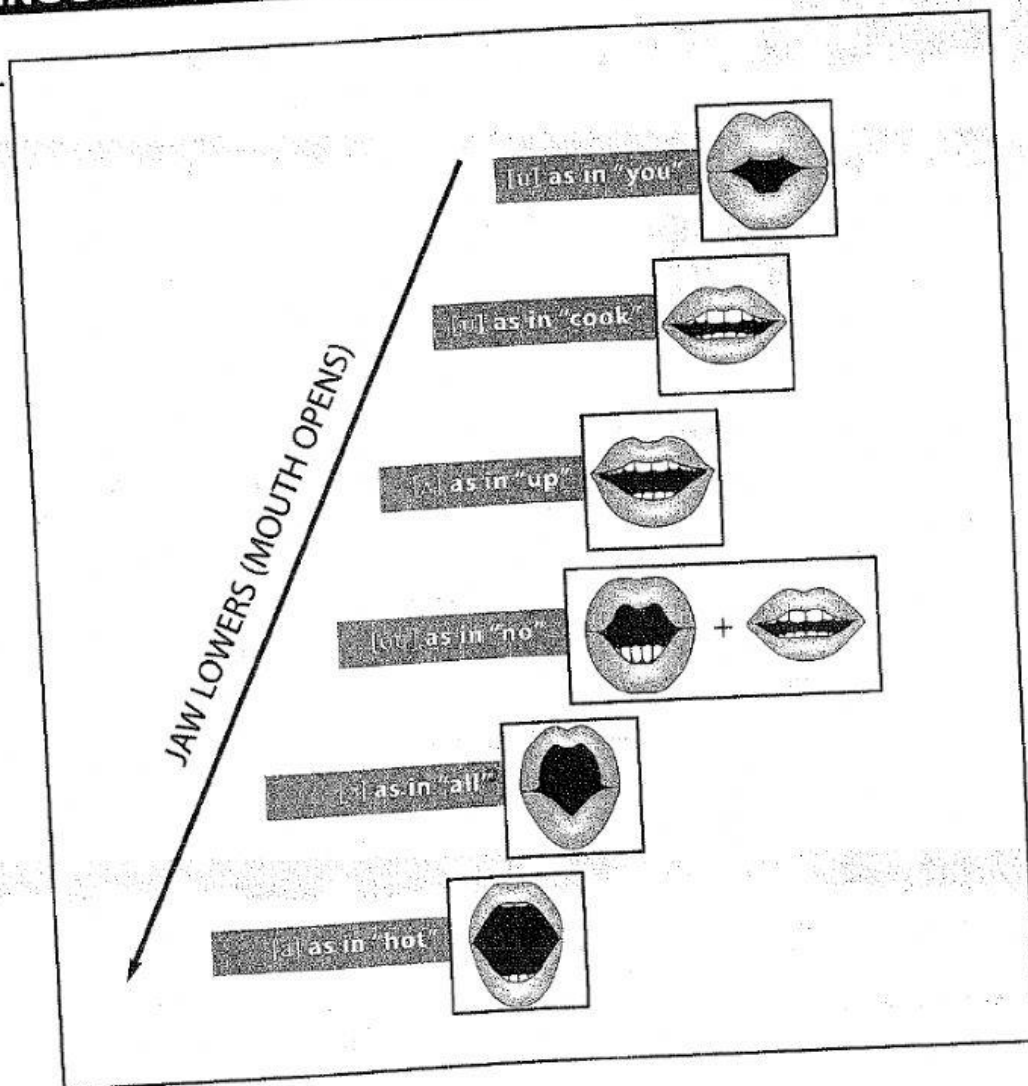 [u] as in "you"
[ʊ] as in "cook"
as in "up"
[oʊ] as in "no"
as in "all"
[a] as in "hot"
+
JAW LOWERS (MOUTH OPENS)